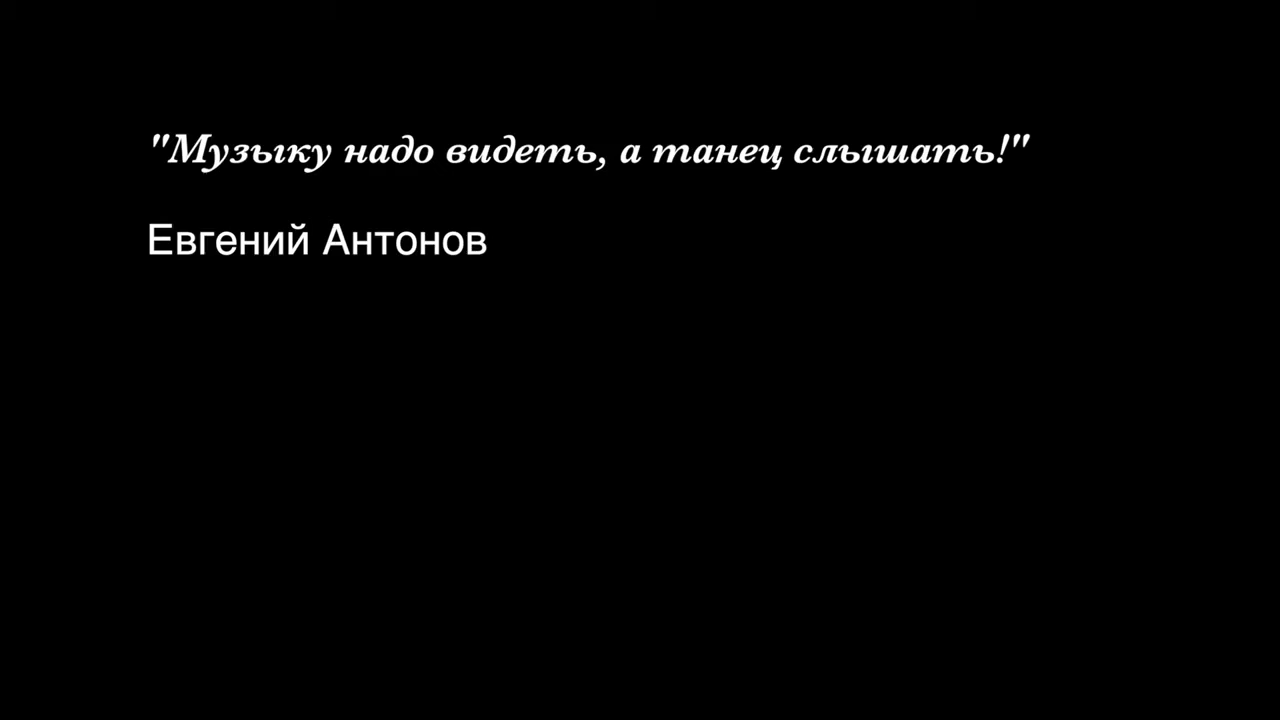 "Музыку надо видеть, а танец слышать!"
Евгений Антонов